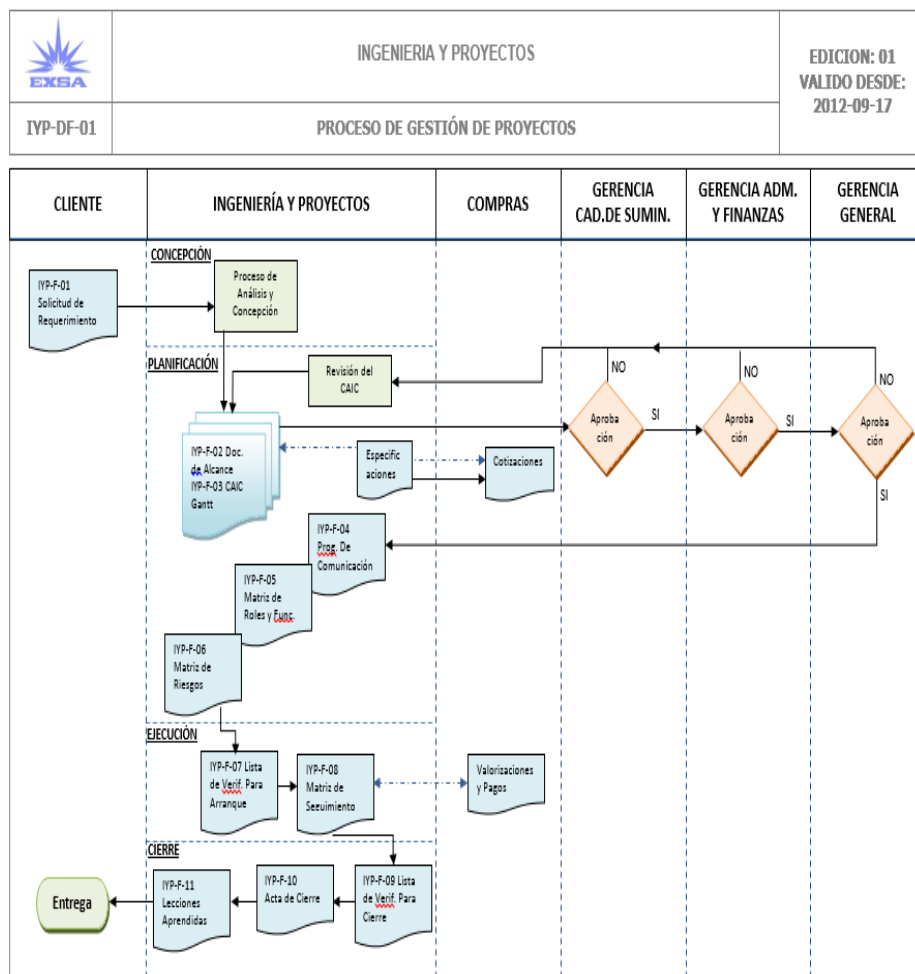 EXSA
INGENIERIA Y PROYECTOS
EDICION: 01
VALIDO DESDE:
2012-09-17
IYP-DF-01
PROCESO DE GESTIÓN DE PROYECTOS
CLIENTE
INGENIERÍA Y PROYECTOS
COMPRAS
GERENCIA
CAD.DE SUMIN.
GERENCIA ADM.
Y FINANZAS
GERENCIA
GENERAL
CONCEPCIÓN
IYP-F-01
Solicitud de
Requerimiento
Proceso de
Análisis y
Concepción
PLANIFICACIÓN
Revisión del
CAIC
NO
NO
NO
Aproba
ción
SI
Aproba
ción
SI
Aproba
ción
SI
IYP-F-02 Doc.
de Alcance
IYP-F-03 CAIC
Gantt
Especific
aciones
Cotizaciones
IYP-F-04
Prog. De
Comunicación
IYP-F-05
Matriz de
Roles y Func.
IYP-F-06
Matriz de
Riesgos
EJECUCIÓN
IYP-F-07 Lista
de Verif. Para
Arranque
IYP-F-08
Matriz de
Seguimiento
Valorizaciones
y Pagos
CIERRE
Entrega
IYP-F-11
Lecciones
Aprendidas
IYP-F-10
Acta de Cierre
IYP-F-09 Lista
de Verif. Para
Cierre